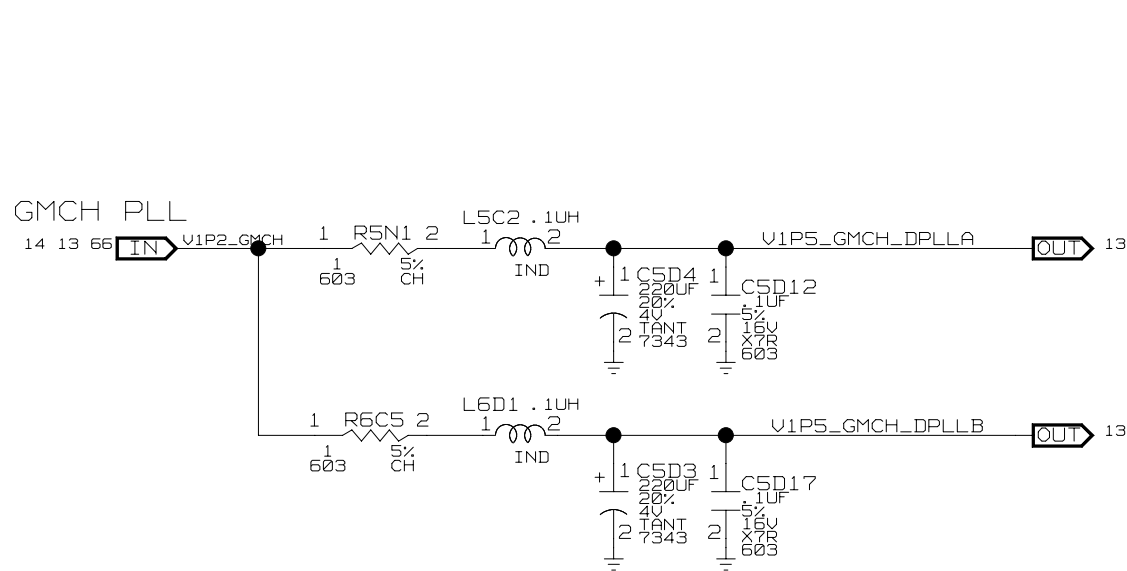 GMCH PLL
14 13 66 IN V1P2_GMCH
1 R5N1 2
1
603
5%
CH
L5C2 .1UH
1 2
IND
V1P5_GMCH_DPLLA
OUT 13
+ 1 C5D4
220UF
20%
4V
TANT
2 7343
1 C5D12
.1UF
5%
16V
2 X7R
603
1 R6C5 2
1
603
5%
CH
L6D1 .1UH
1 2
IND
V1P5_GMCH_DPLLB
OUT 13
+ 1 C5D3
220UF
20%
4V
TANT
2 7343
1 C5D17
.1UF
5%
16V
2 X7R
603